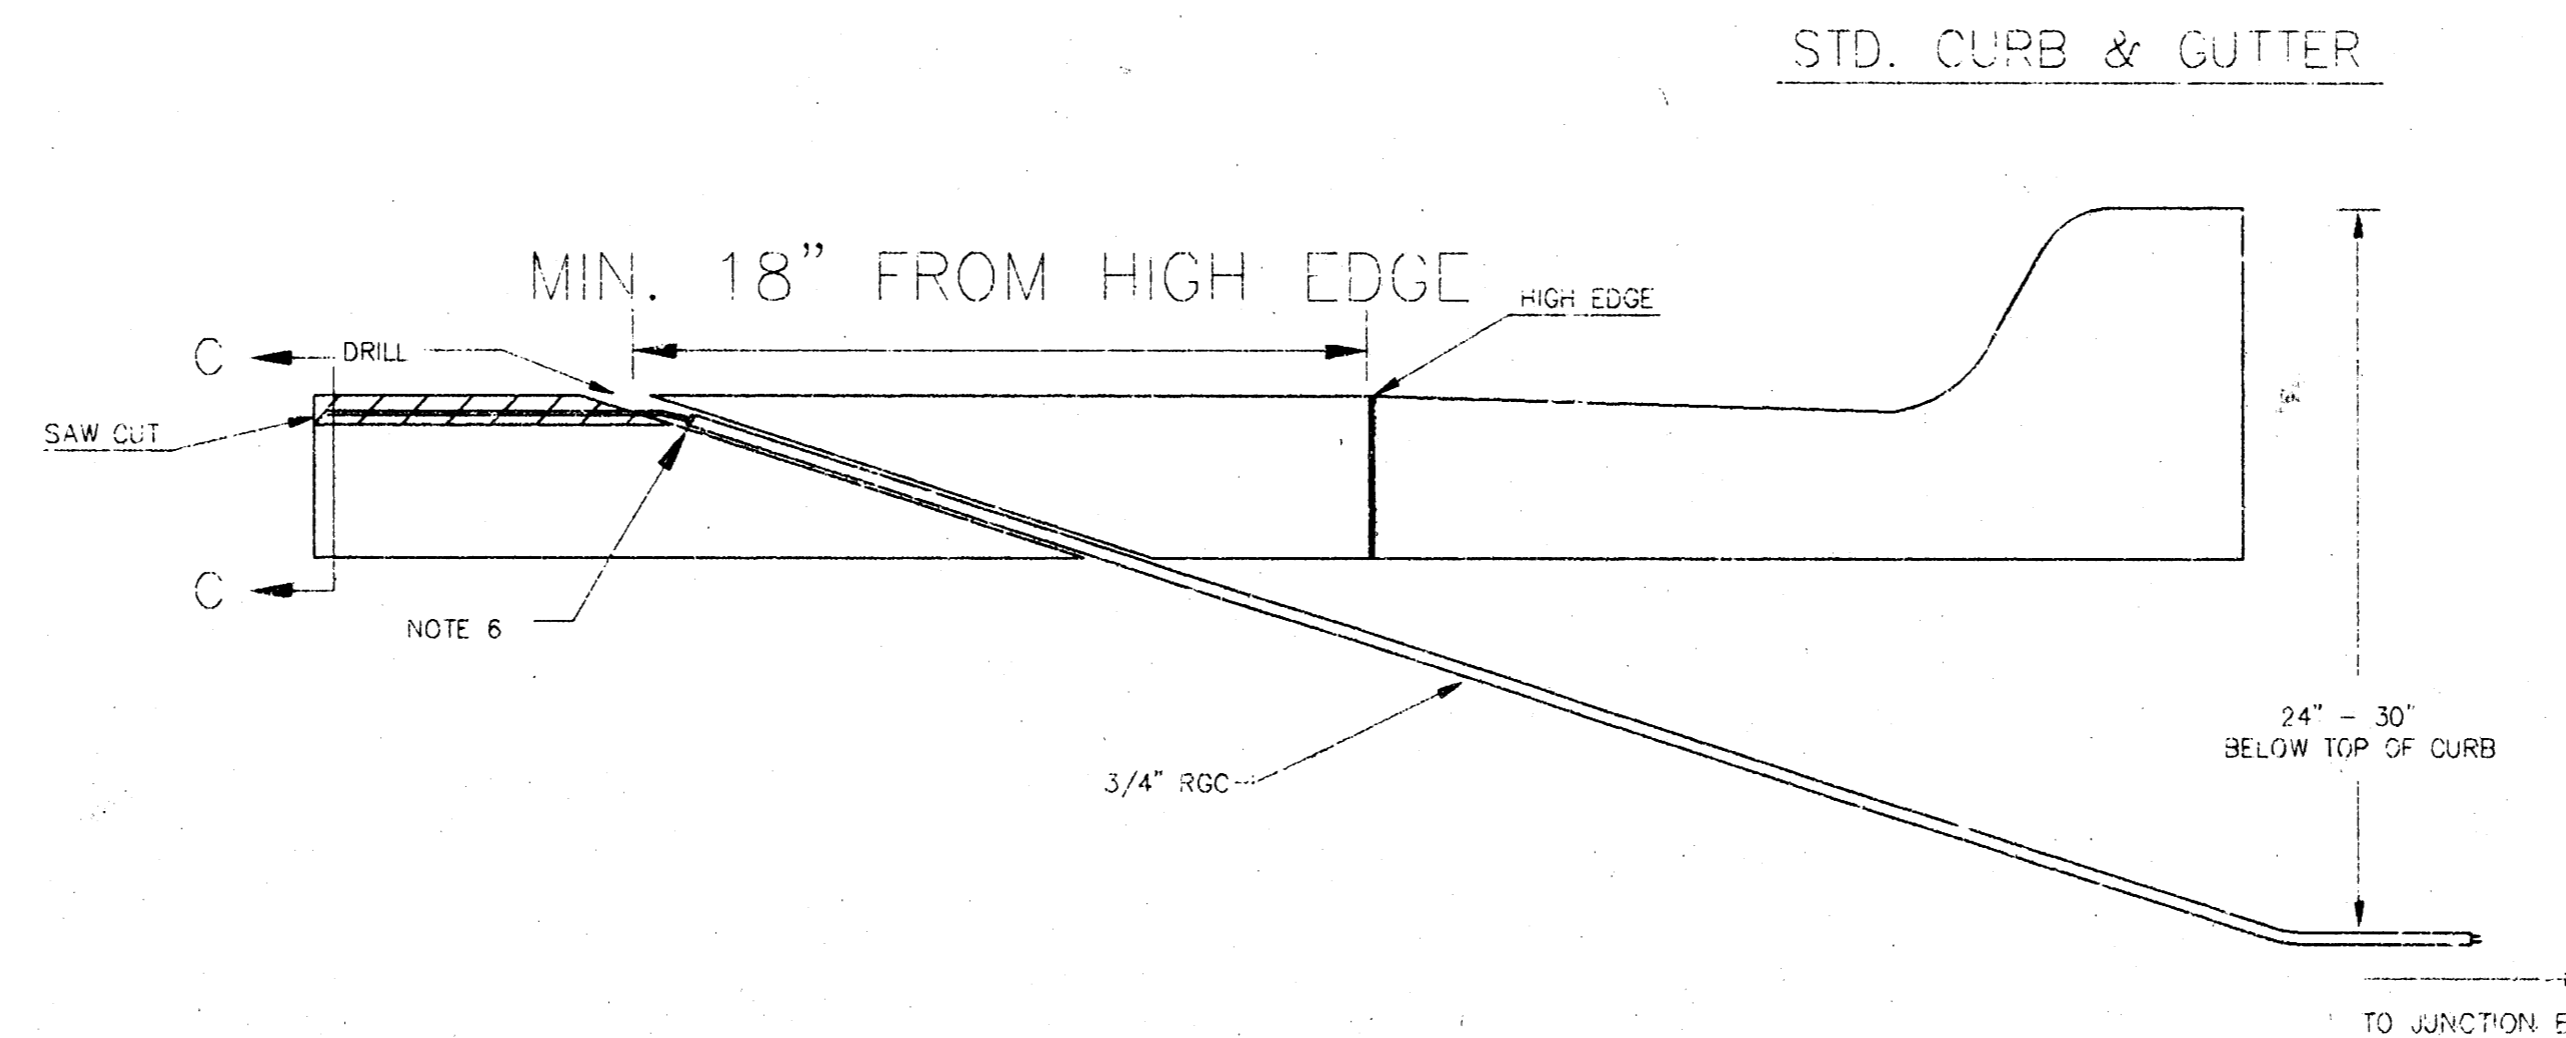 STD. CURB & GUTTER
MIN. 18" FROM HIGH EDGE
HIGH EDGE
C
DRILL
SAW CUT
C
NOTE 6
3/4" RGC
24" - 30"
BELOW TOP OF CURB
TO JUNCTION